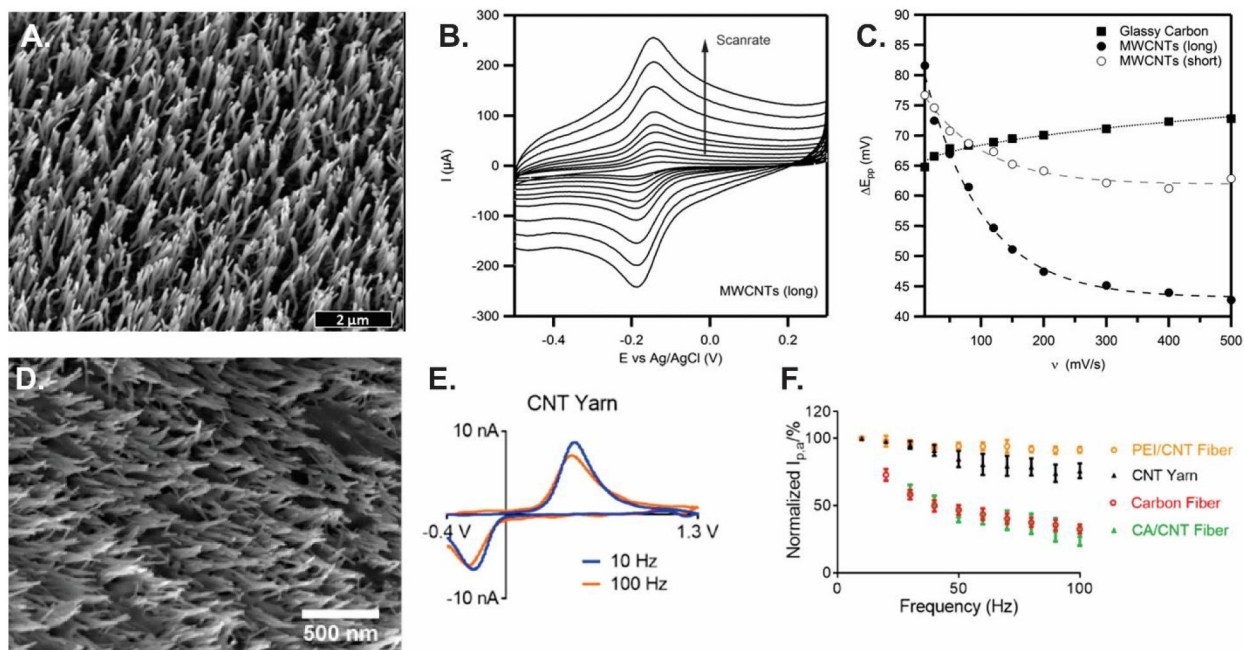 A.
2 µm
B.
300
200
100
0
-100
-200
-300
I (µA)
Scanrate
MWCNTs (long)
-0.4
-0.2
0.0
0.2
E vs Ag/AgCl (V)
C.
85
80
75
70
65
60
55
50
45
40
ΔEpp (mV)
Glassy Carbon
MWCNTs (long)
MWCNTs (short)
100
200
300
400
500
ν (mV/s)
D.
500 nm
E.
CNT Yarn
10 nA
-0.4 V
1.3 V
-10 nA
10 Hz
100 Hz
F.
Normalized Ip,a/%
120
100
50
0
0
50
100
Frequency (Hz)
PEI/CNT Fiber
CNT Yarn
Carbon Fiber
CA/CNT Fiber